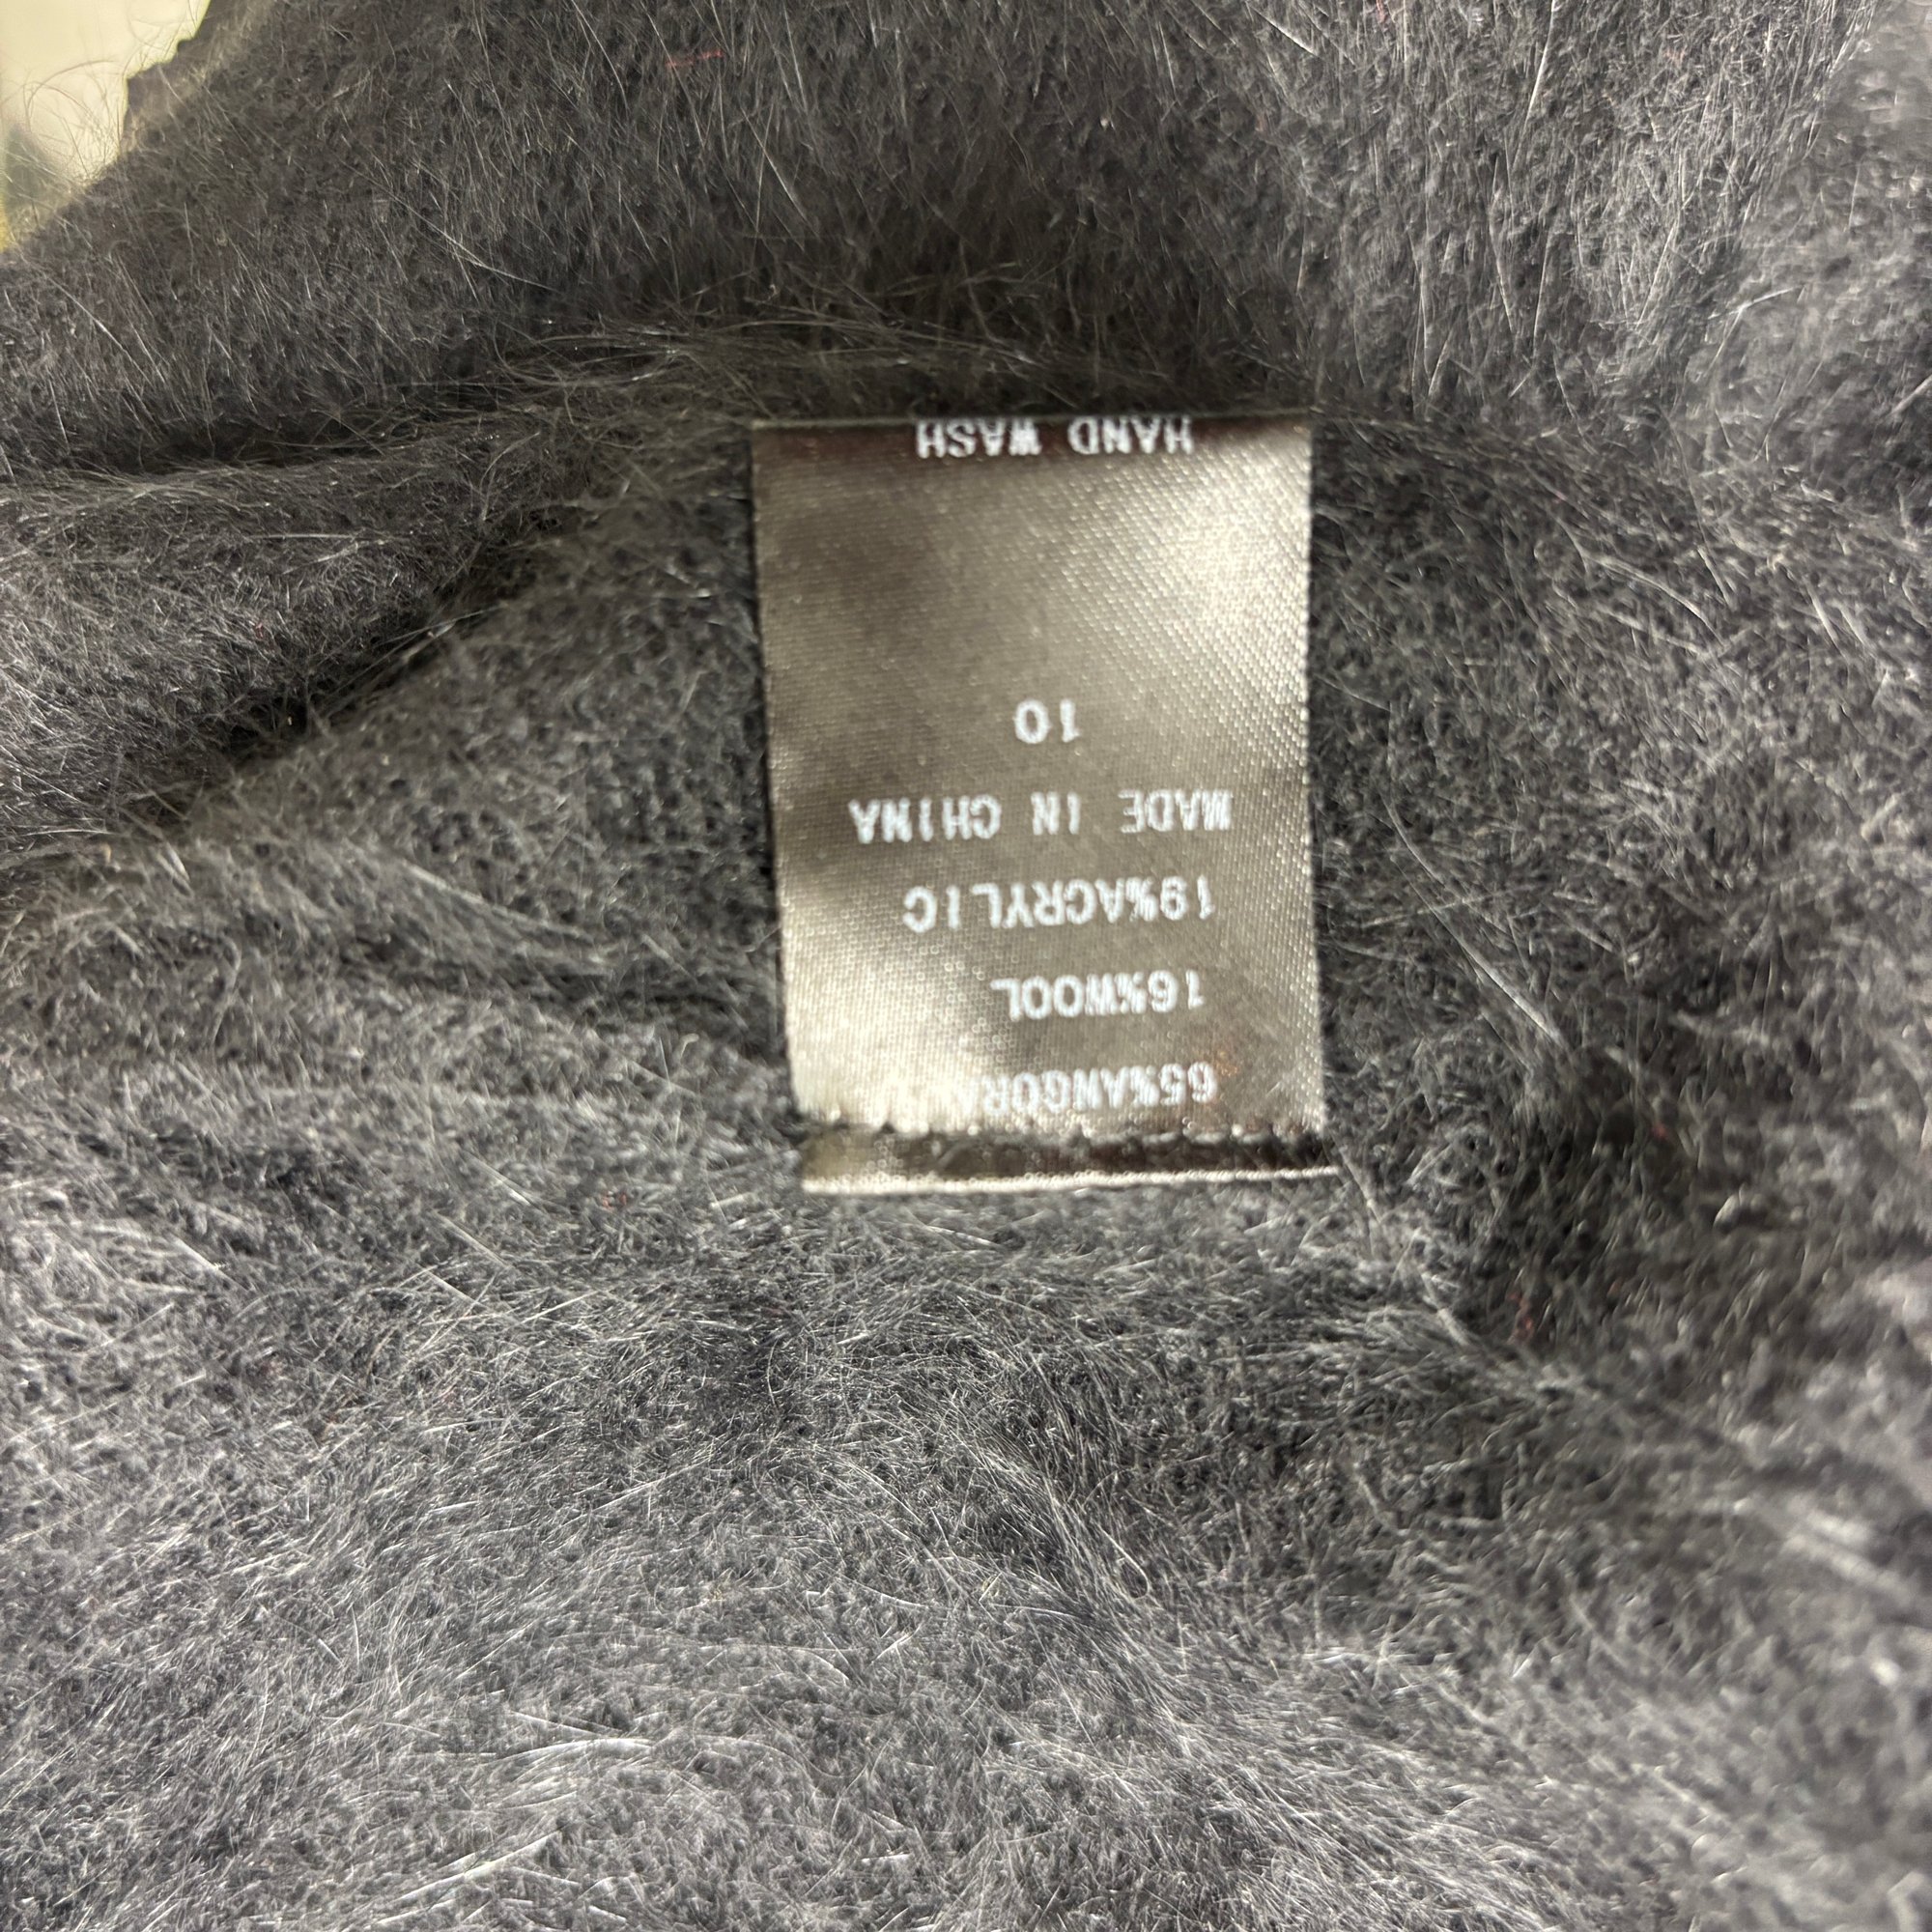 65%ANGORA
16%WOOL
19%ACRYLIC
MADE IN CHINA
10
HAND WASH